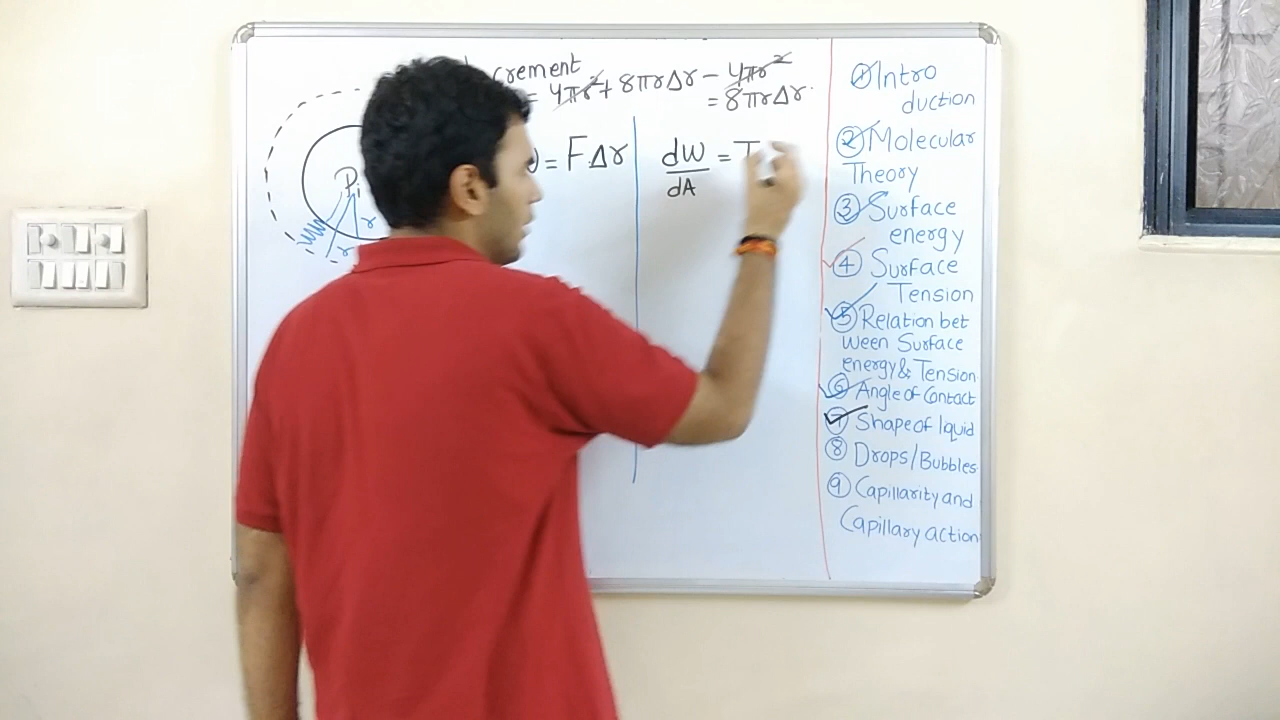 crement
= 4πr² + 8πrΔr − 4πr²
= 8πrΔr.
Pi
r
r
= FΔr
dW/dA = T
① Intro
duction
② Molecular
Theory
③ Surface
energy
④ Surface
Tension
⑤ Relation bet
ween Surface
energy & Tension
⑥ Angle of Contact
⑦ Shape of lquid
⑧ Drops/Bubbles
⑨ Capillarity and
Capillary action